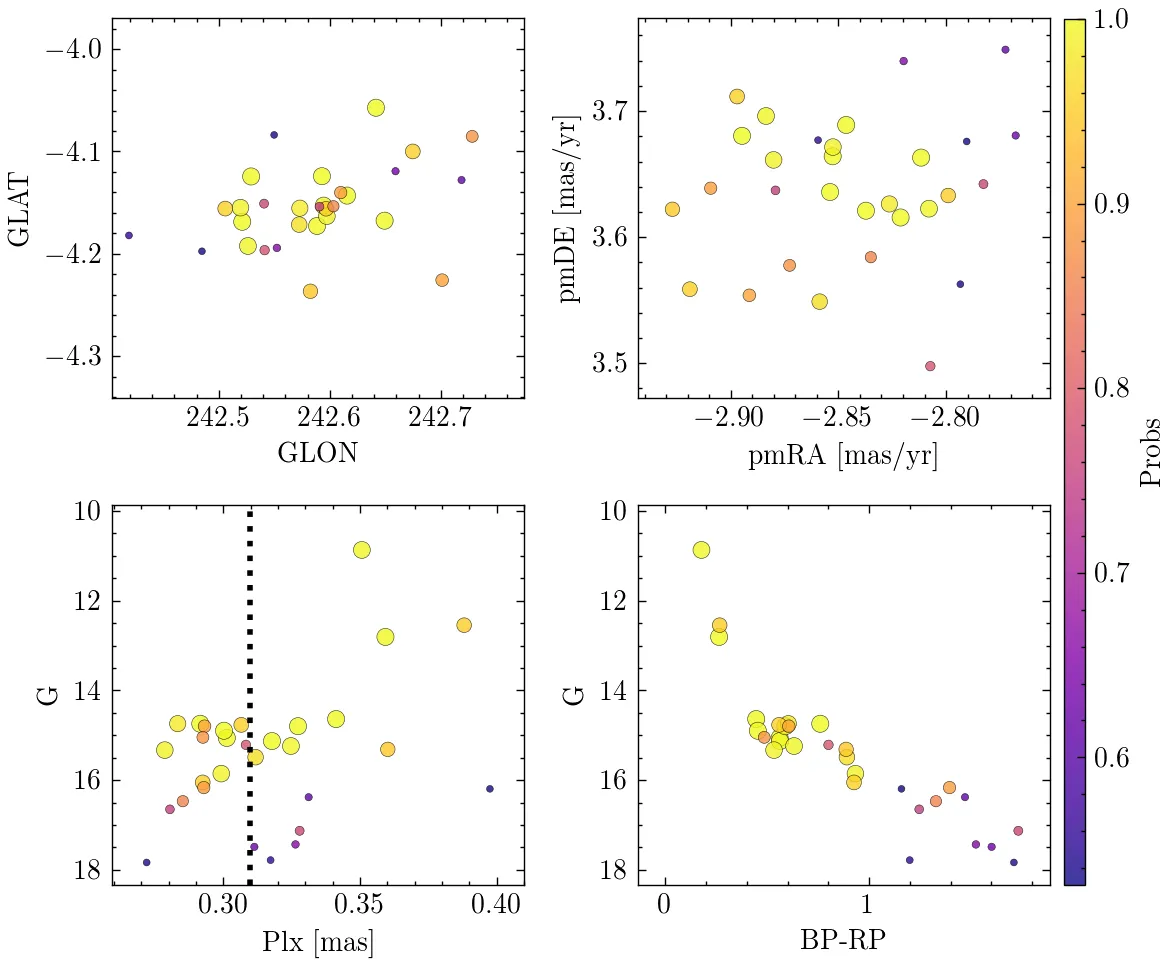 −4.0
−4.1
−4.2
−4.3
GLAT
242.5 242.6 242.7
GLON
3.7
3.6
3.5
pmDE [mas/yr]
−2.90 −2.85 −2.80
pmRA [mas/yr]
1.0
0.9
0.8
0.7
0.6
Probs
10
12
14
16
18
G
0.30 0.35 0.40
Plx [mas]
10
12
14
16
18
G
0 1
BP-RP